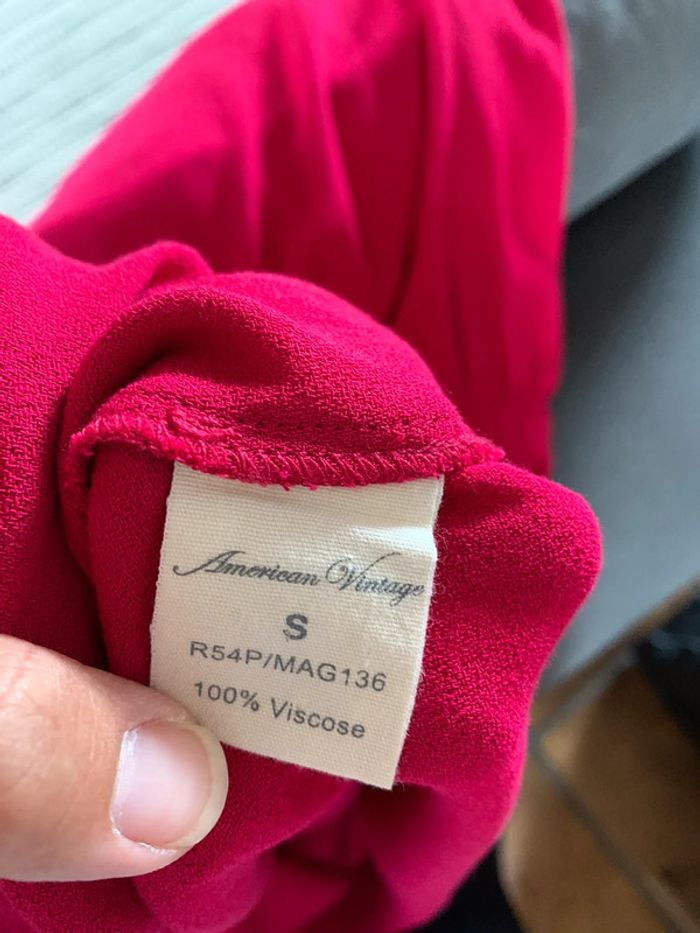 American Vintage
S
R54P/MAG136
100% Viscose